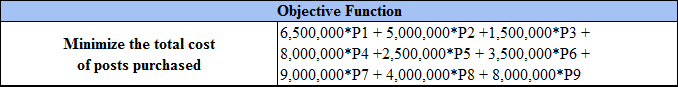 Objective Function
Minimize the total cost
of posts purchased
6,500,000*P1 + 5,000,000*P2 +1,500,000*P3 +
8,000,000*P4 +2,500,000*P5 + 3,500,000*P6 +
9,000,000*P7 + 4,000,000*P8 + 8,000,000*P9